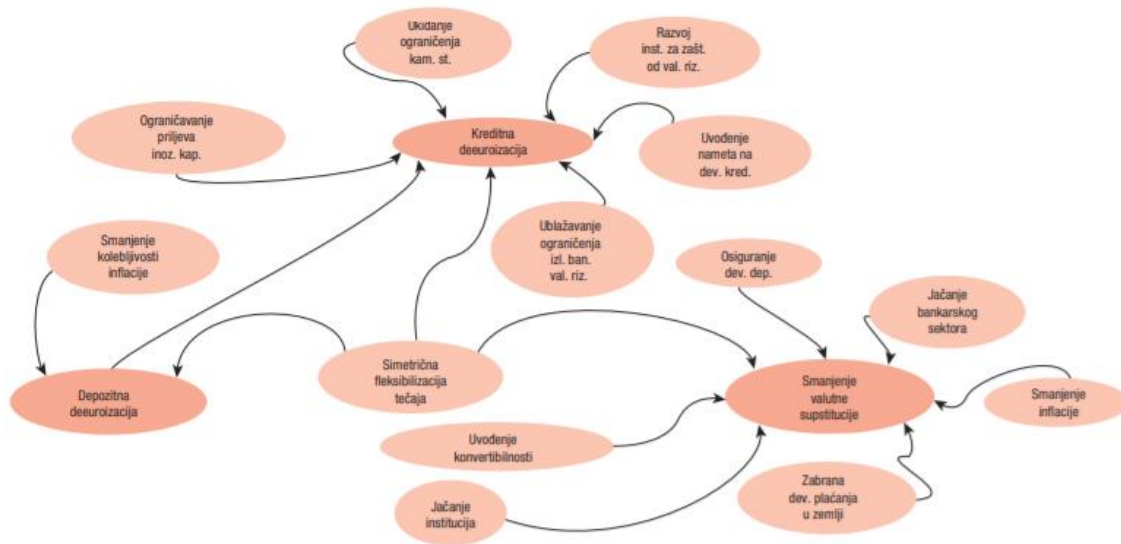 Ukidanje
ograničenja
kam. st.
Razvoj
inst. za zašt.
od val. riz.
Ograničavanje
priljeva
inoz. kap.
Kreditna
deeuroizacija
Uvođenje
nameta na
dev. kred.
Smanjenje
kolebljivosti
inflacije
Ublažavanje
ograničenja
izl. ban.
val. riz.
Osiguranje
dev. dep.
Jačanje
bankarskog
sektora
Depozitna
deeuroizacija
Simetrična
fleksibilizacija
tečaja
Smanjenje
valutne
supstitucije
Smanjenje
inflacije
Uvođenje
konvertibilnosti
Jačanje
institucija
Zabrana
dev. plaćanja
u zemlji